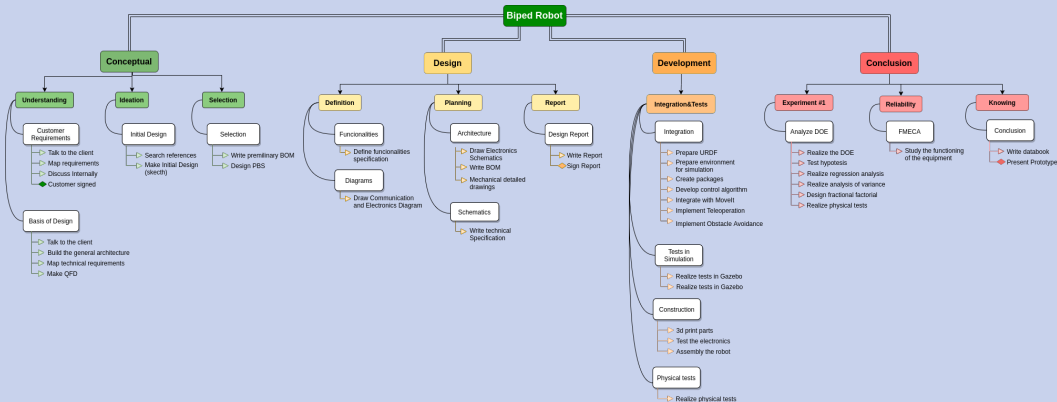 Biped Robot
Conceptual
Understanding
Customer
Requirements
Talk to the client
Map requirements
Discuss Internally
Customer signed
Basis of Design
Talk to the client
Build the general architecture
Map technical requirements
Make QFD
Ideation
Initial Design
Search references
Make Initial Design
(skecth)
Selection
Selection
Write premlinary BOM
Design PBS
Design
Definition
Funcionalities
Define funcionalities
specification
Diagrams
Draw Communication
and Electronics Diagram
Planning
Architecture
Draw Electronics
Schematics
Write BOM
Mechanical detailed
drawings
Schematics
Write technical
Specification
Report
Design Report
Write Report
Sign Report
Development
Integration&Tests
Integration
Prepare URDF
Prepare environment
for simulation
Create packages
Develop control algorithm
Integrate with MoveIt
Implement Teleoperation
Implement Obstacle Avoidance
Tests in
Simulation
Realize tests in Gazebo
Realize tests in Gazebo
Construction
3d print parts
Test the electronics
Assembly the robot
Physical tests
Realize physical tests
Conclusion
Experiment #1
Analyze DOE
Realize the DOE
Test hypotesis
Realize regression analysis
Realize analysis of variance
Design fractional factorial
Realize physical tests
Reliability
FMECA
Study the functioning
of the equipment
Knowing
Conclusion
Write databook
Present Prototype